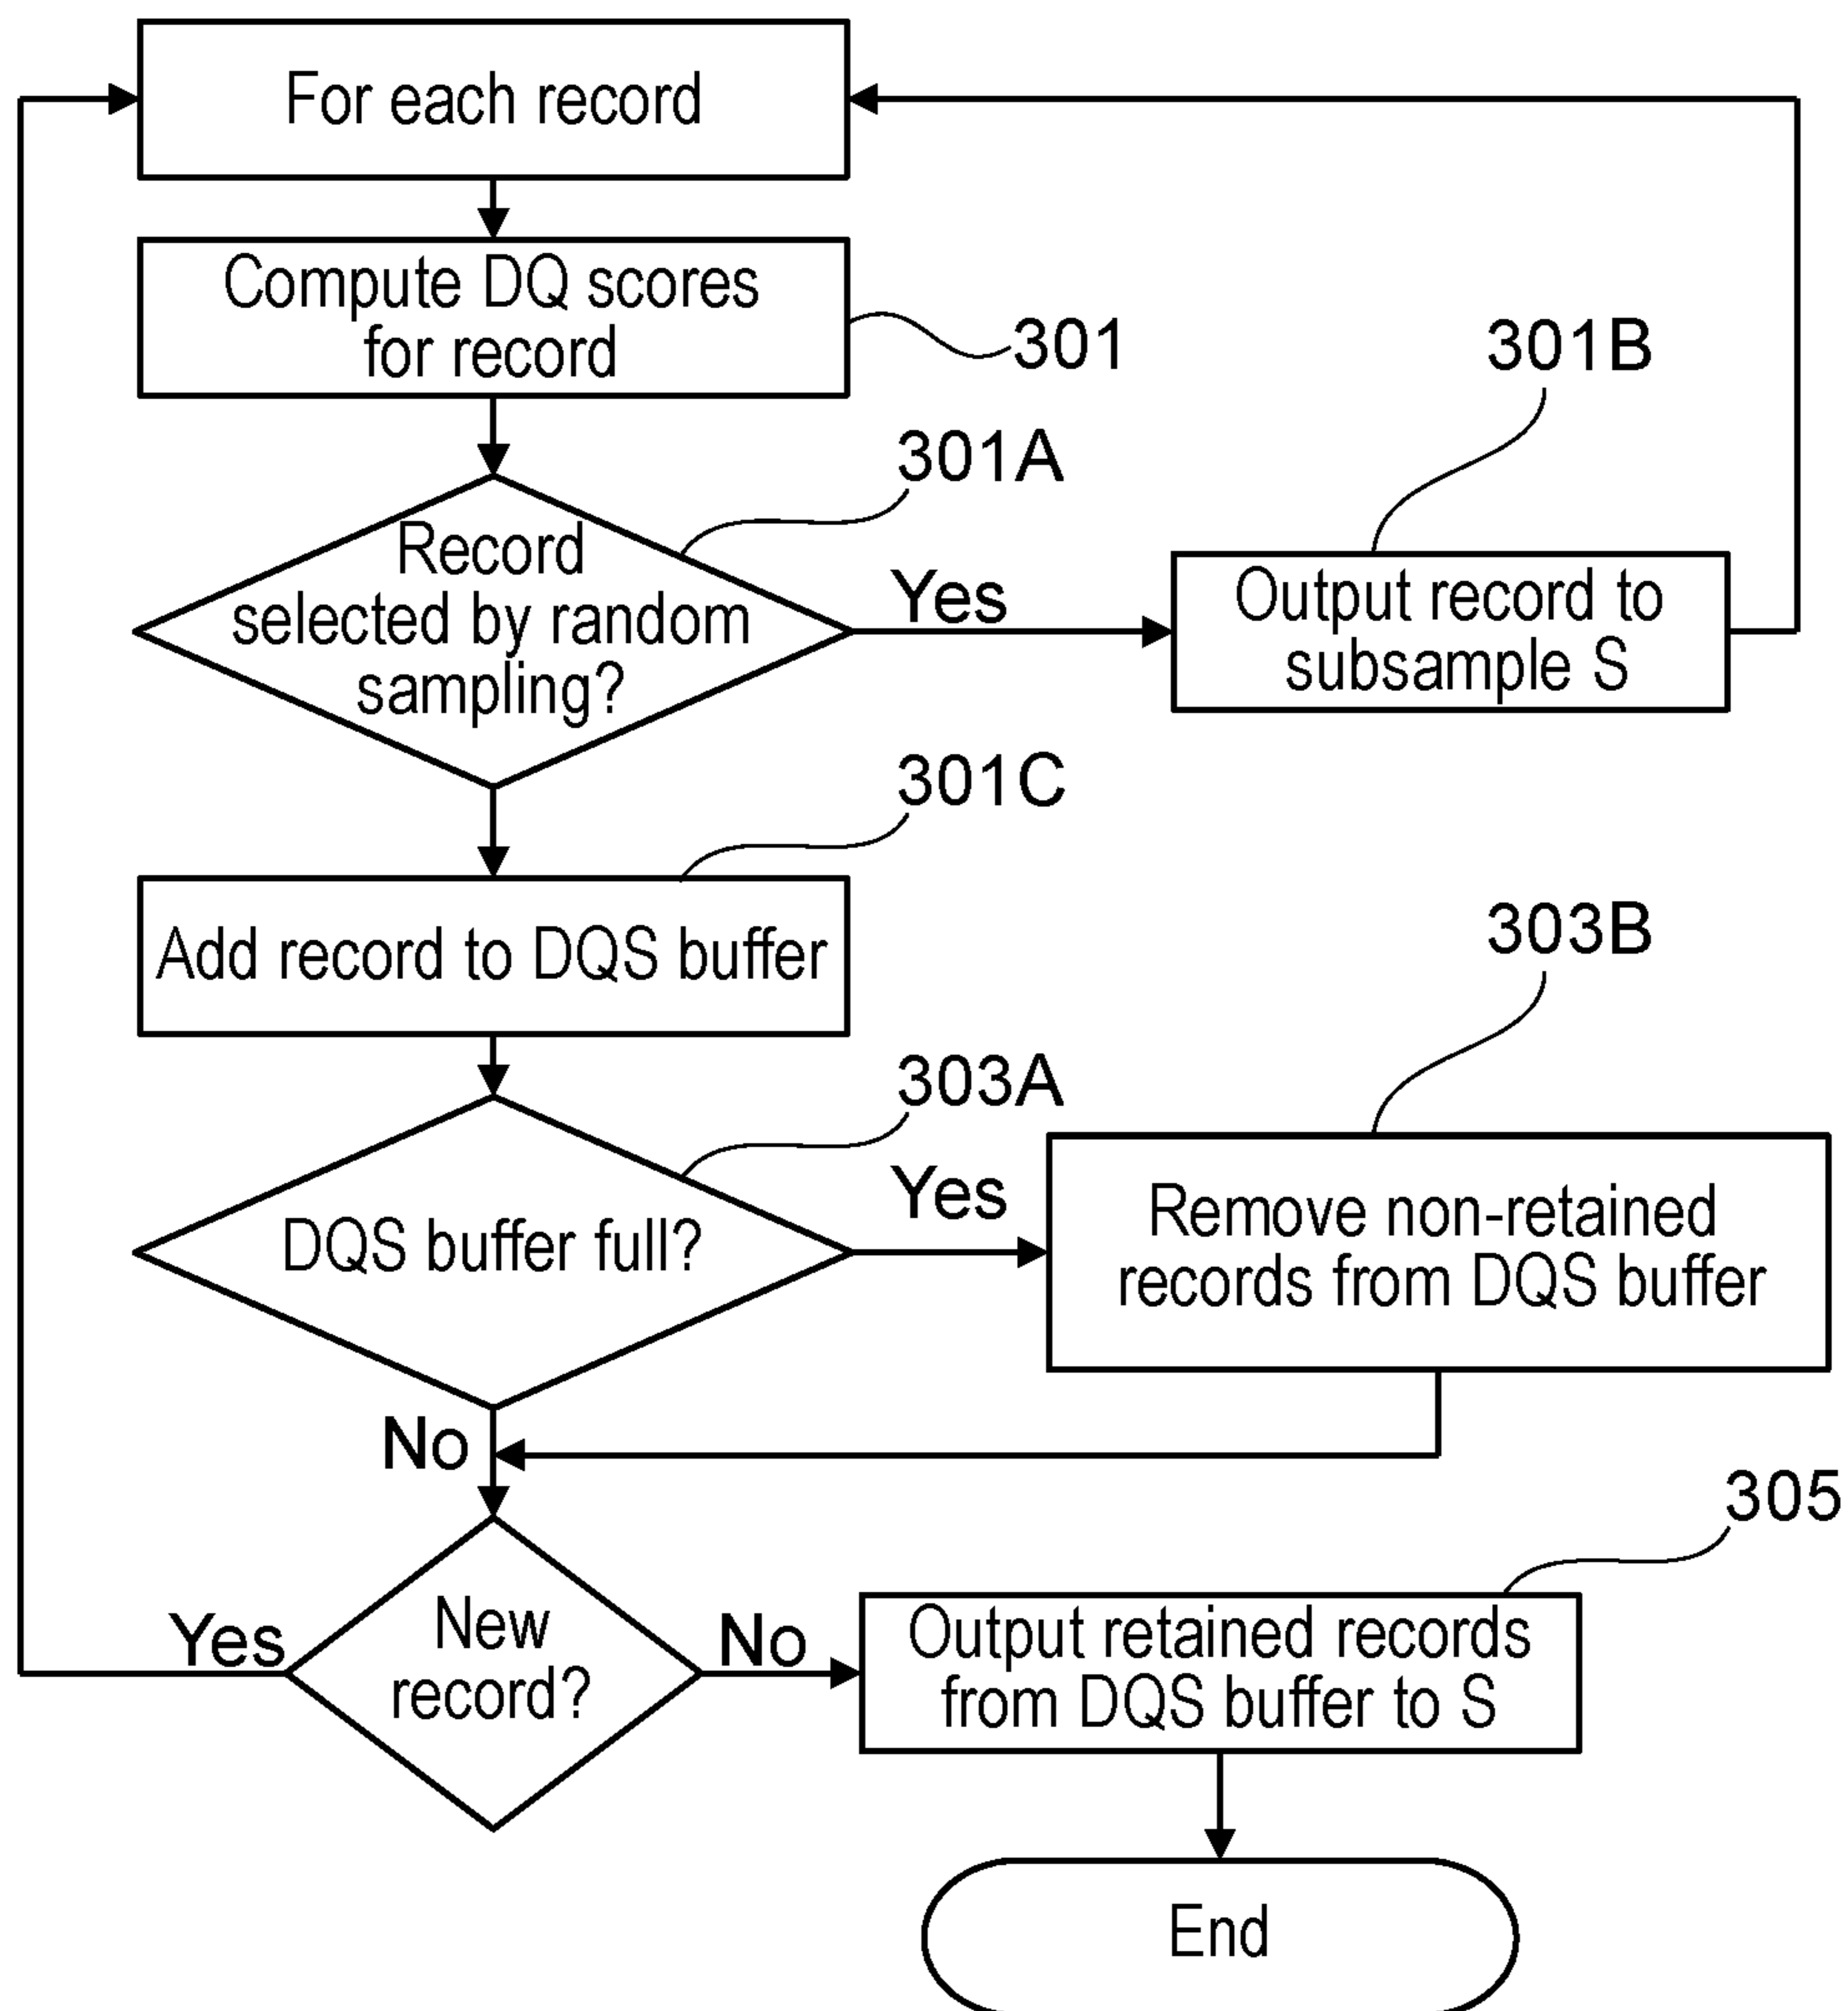 For each record
Compute DQ scores
for record
301
301B
301A
Record
selected by random
sampling?
Yes
Output record to
subsample S
301C
Add record to DQS buffer
303B
303A
DQS buffer full?
Yes
Remove non-retained
records from DQS buffer
No
305
New
record?
Yes
No
Output retained records
from DQS buffer to S
End